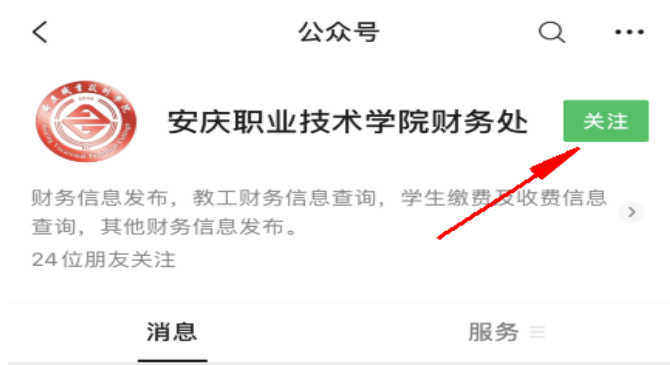 公众号
安庆职业技术学院财务处
关注
财务信息发布，教工财务信息查询，学生缴费及收费信息
查询，其他财务信息发布。
24位朋友关注
消息
服务